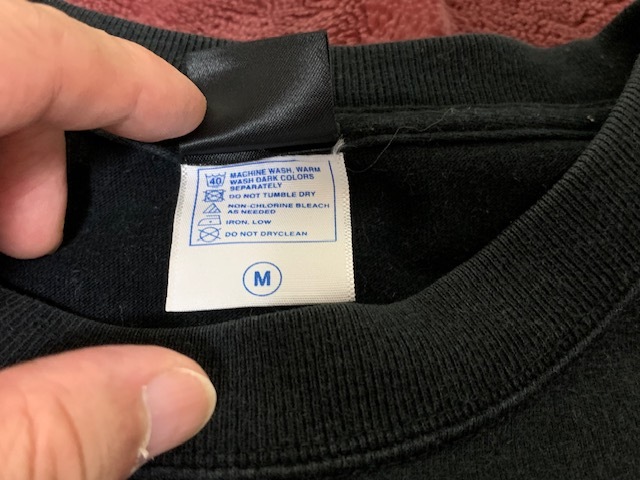 40 MACHINE WASH, WARM
WASH DARK COLORS
SEPARATELY
DO NOT TUMBLE DRY
NON-CHLORINE BLEACH
AS NEEDED
IRON, LOW
DO NOT DRYCLEAN
M